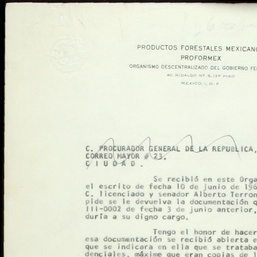 PRODUCTOS FORESTALES MEXICAN
PROFORMEX
ORGANISMO DESCENTRALIZADO DEL GOBIERNO FE
MEXICO 1, D. F.
C. PROCURADOR GENERAL DE LA REPUBLICA,
CORREO MAYOR # 23,
C I U D A D.
Se recibió en este Orga
el escrito de fecha 10 de junio de 196
C. licenciado y senador Alberto Terron
pide se le devuelva la documentación q
III-0002 de fecha 3 de junio anterior,
duría a su digno cargo.
Tengo el honor de hacer
esa documentación se recibió abierta e
que se indicara en ella que se trataba
denciales, máxime que eran copias de l